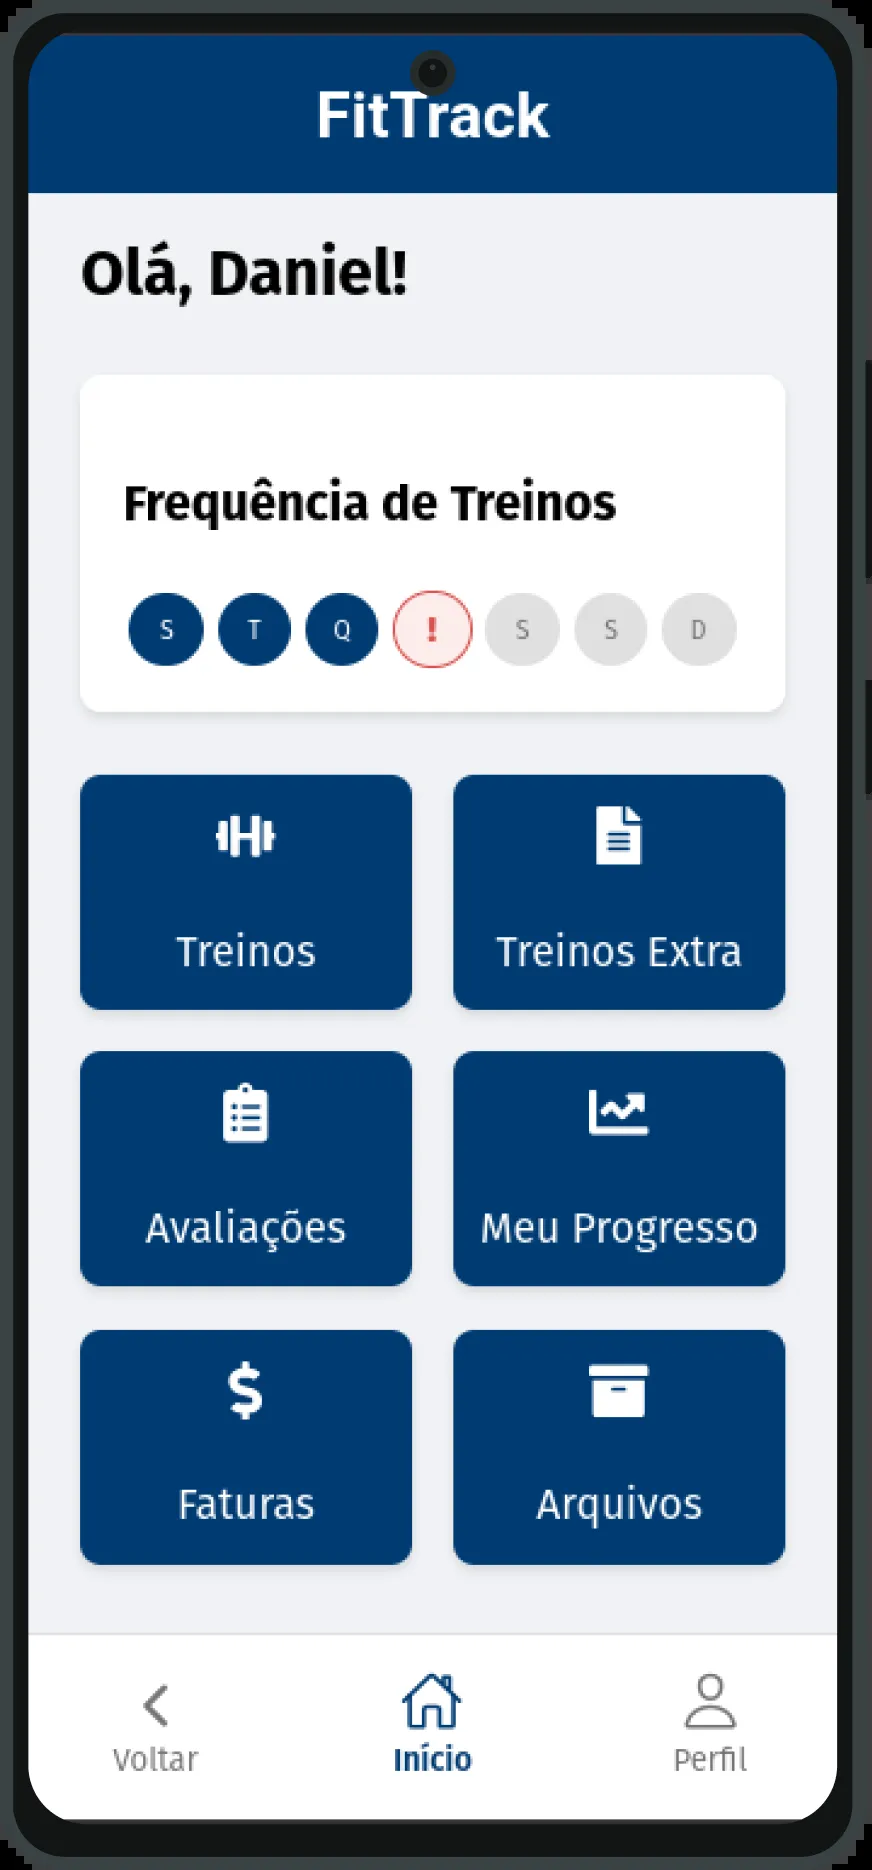 FitTrack
Olá, Daniel!
Frequência de Treinos
S T Q ! S S D
Treinos
Treinos Extra
Avaliações
Meu Progresso
$
Faturas
Arquivos
Voltar
Início
Perfil